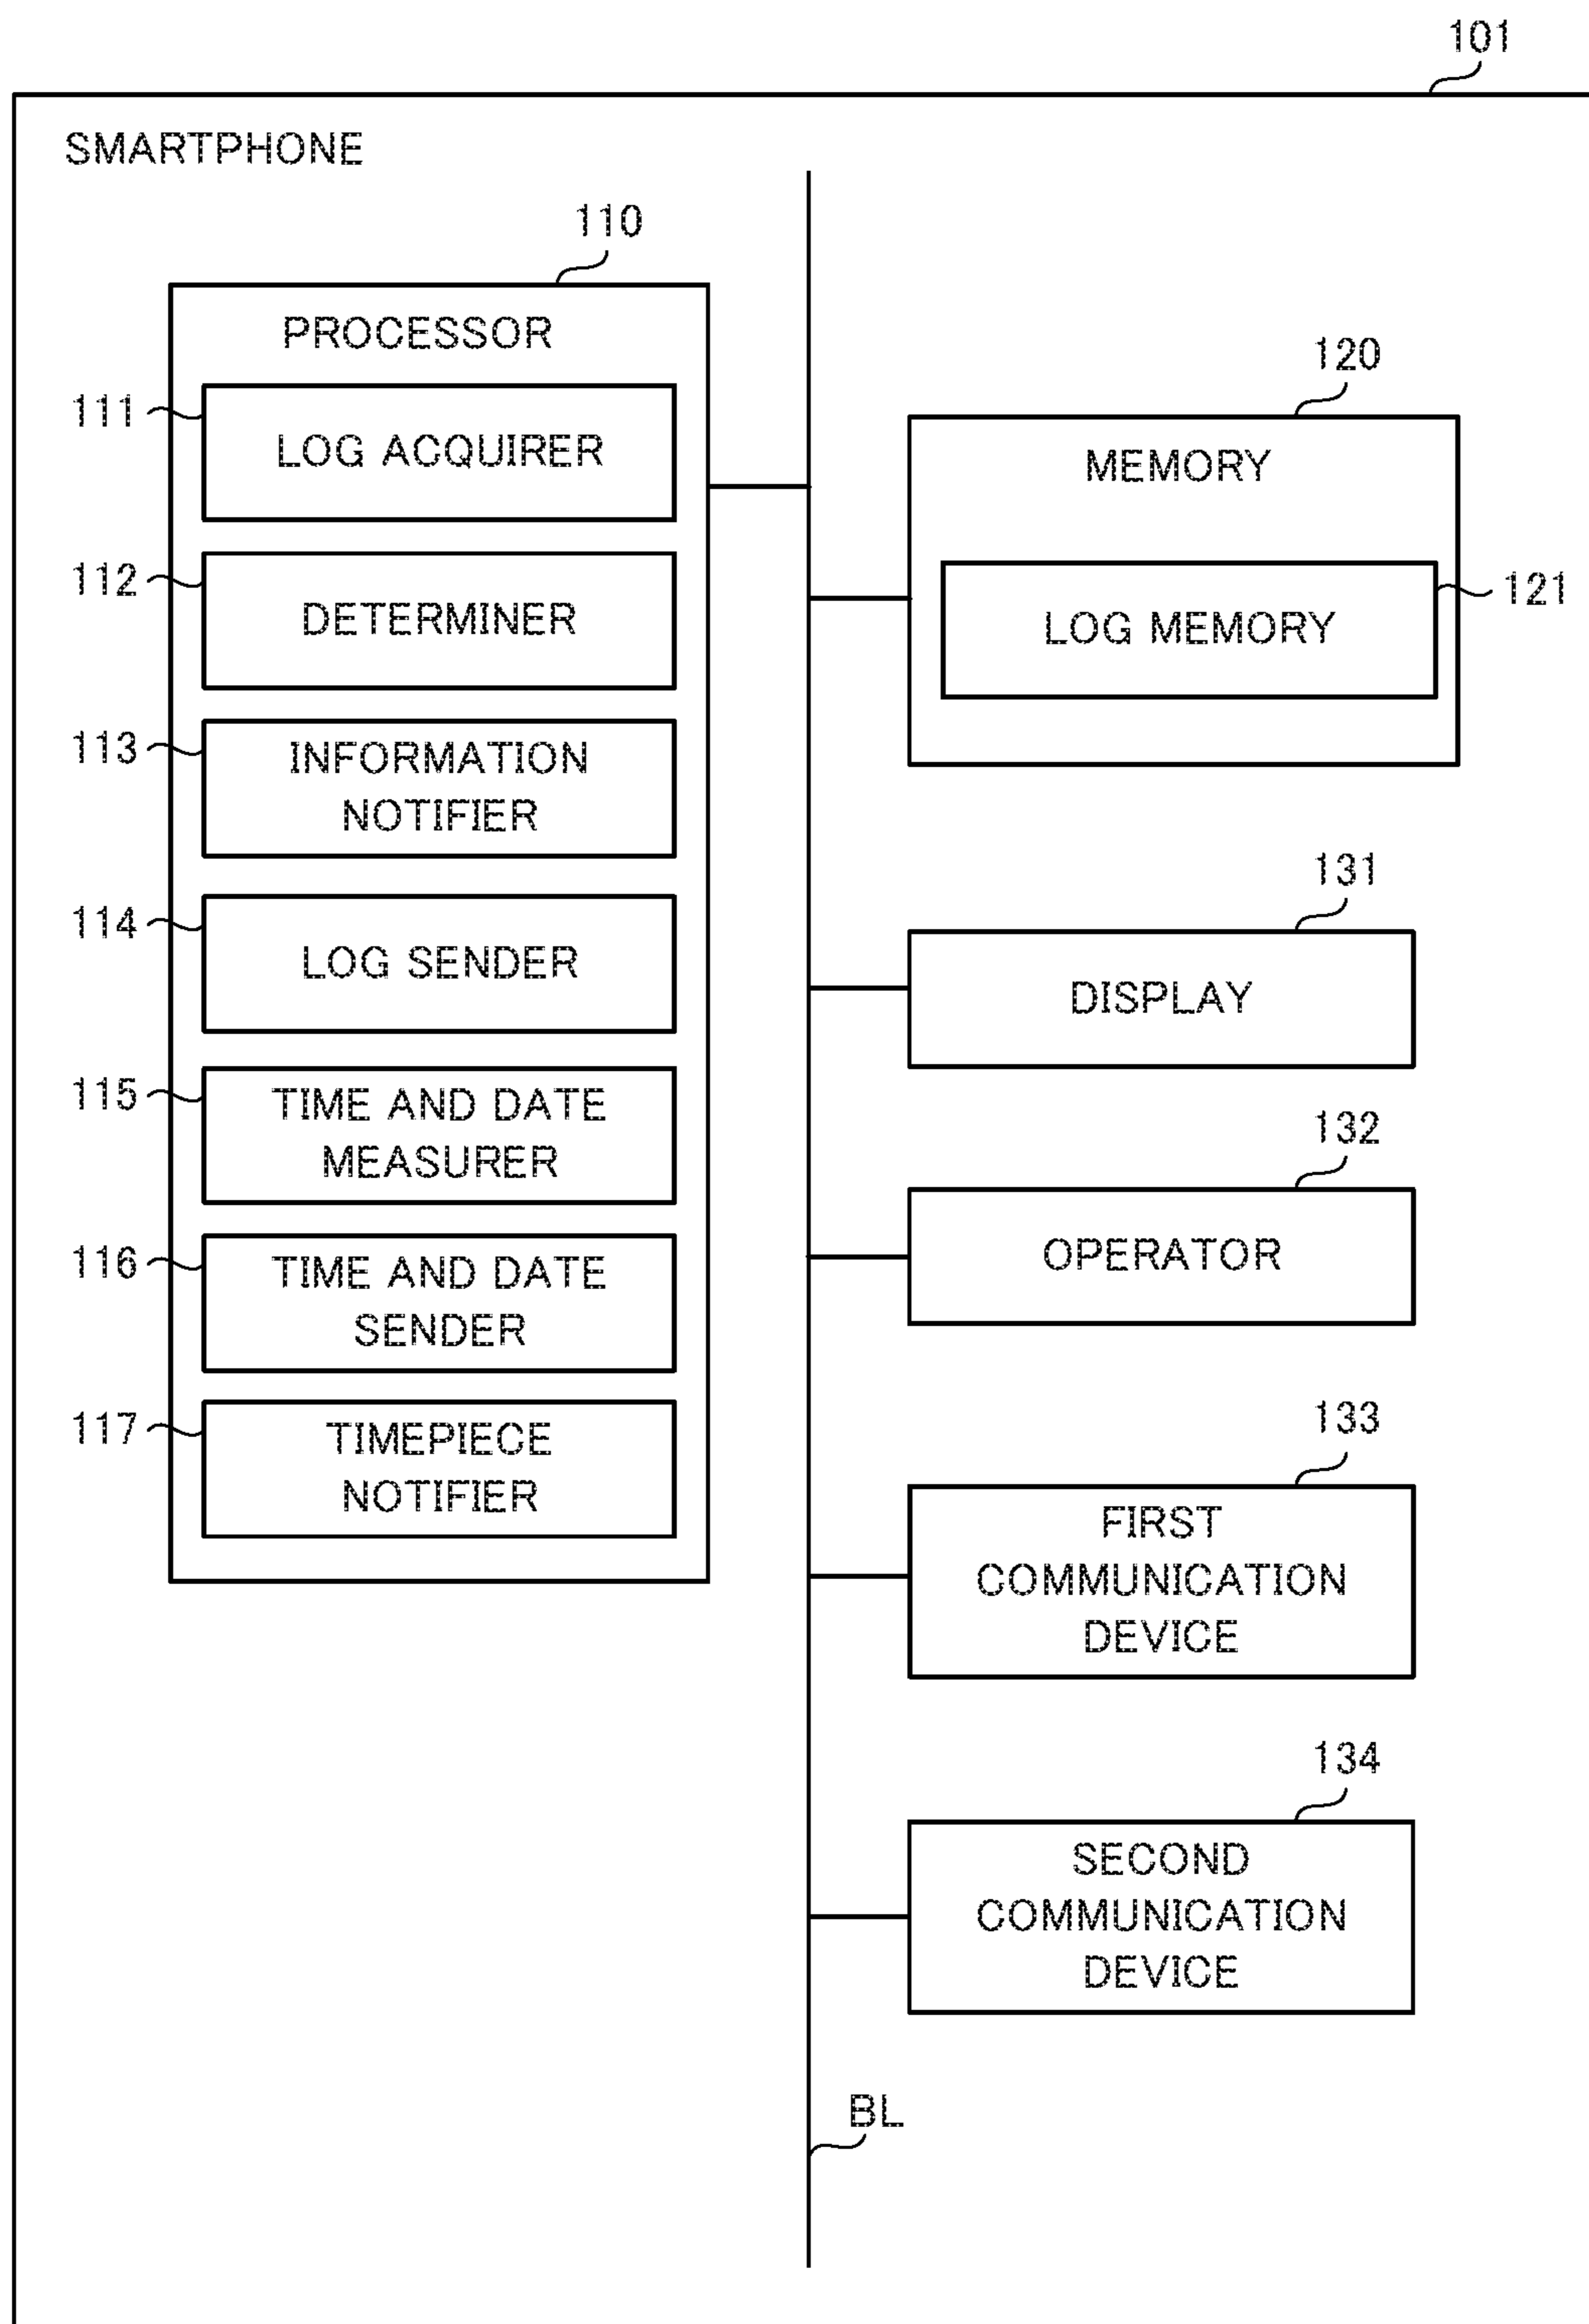 101
SMARTPHONE
110
PROCESSOR
111
LOG ACQUIRER
112
DETERMINER
113
INFORMATION
NOTIFIER
114
LOG SENDER
115
TIME AND DATE
MEASURER
116
TIME AND DATE
SENDER
117
TIMEPIECE
NOTIFIER
120
MEMORY
121
LOG MEMORY
131
DISPLAY
132
OPERATOR
133
FIRST
COMMUNICATION
DEVICE
134
SECOND
COMMUNICATION
DEVICE
BL